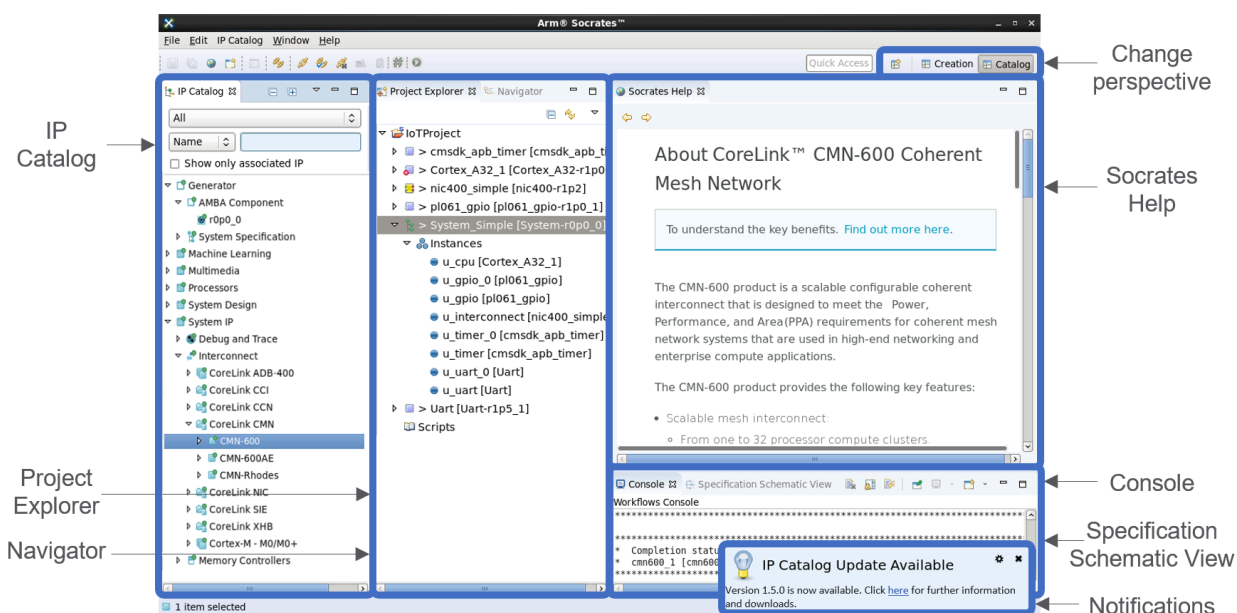 Arm® Socrates™
File Edit IP Catalog Window Help
Quick Access
Creation
Catalog
Change
perspective
IP
Catalog
IP Catalog
All
Name
Show only associated IP
Generator
AMBA Component
r0p0_0
System Specification
Machine Learning
Multimedia
Processors
System Design
System IP
Debug and Trace
Interconnect
CoreLink ADB-400
CoreLink CCI
CoreLink CCN
CoreLink CMN
CMN-600
CMN-600AE
CMN-Rhodes
CoreLink NIC
CoreLink SIE
CoreLink XHB
Cortex-M - M0/M0+
Memory Controllers
1 item selected
Project
Explorer
Navigator
Project Explorer
Navigator
IoTProject
> cmsdk_apb_timer [cmsdk_apb_ti
> Cortex_A32_1 [Cortex_A32-r1p0
> nic400_simple [nic400-r1p2]
> pl061_gpio [pl061_gpio-r1p0_1]
> System_Simple [System-r0p0_0]
Instances
u_cpu [Cortex_A32_1]
u_gpio_0 [pl061_gpio]
u_gpio [pl061_gpio]
u_interconnect [nic400_simple
u_timer_0 [cmsdk_apb_timer]
u_timer [cmsdk_apb_timer]
u_uart_0 [Uart]
u_uart [Uart]
> Uart [Uart-r1p5_1]
Scripts
Socrates Help
About CoreLink™ CMN-600 Coherent
Mesh Network
To understand the key benefits. Find out more here.
The CMN-600 product is a scalable configurable coherent
interconnect that is designed to meet the Power,
Performance, and Area(PPA) requirements for coherent mesh
network systems that are used in high-end networking and
enterprise compute applications.
The CMN-600 product provides the following key features:
• Scalable mesh interconnect:
From one to 32 processor compute clusters.
Socrates
Help
Console
Specification Schematic View
Workflows Console
* Completion statu
* cmn600_1 [cmn600
IP Catalog Update Available
Version 1.5.0 is now available. Click here for further information
and downloads.
Console
Specification
Schematic View
Notifications